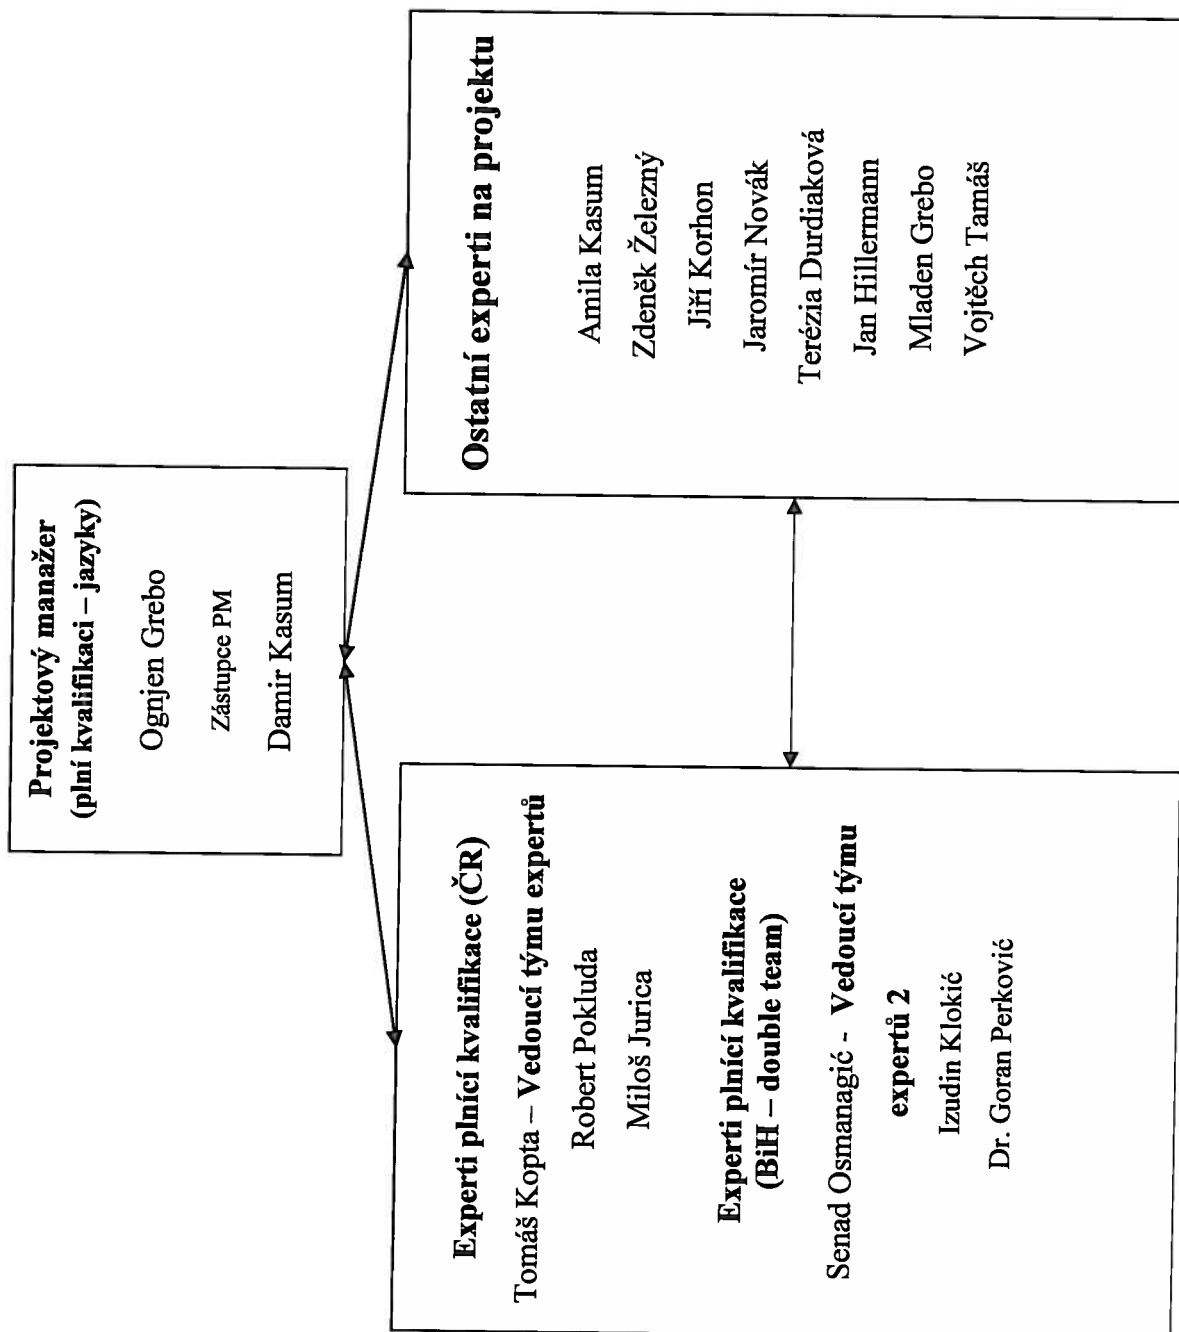 Projektový manažer
(plní kvalifikaci – jazyky)
Ognjen Grebo
Zástupce PM
Damir Kasum
Experti plnící kvalifikace (ČR)
Tomáš Kopta – Vedoucí týmu expertů
Robert Pokluda
Miloš Jurica
Experti plnící kvalifikace
(BiH – double team)
Senad Osmanagić - Vedoucí týmu
expertů 2
Izudin Klokić
Dr. Goran Perković
Ostatní experti na projektu
Amila Kasum
Zdeněk Železný
Jiří Korhon
Jaromír Novák
Terézia Durdiaková
Jan Hillermann
Mladen Grebo
Vojtěch Tamáš